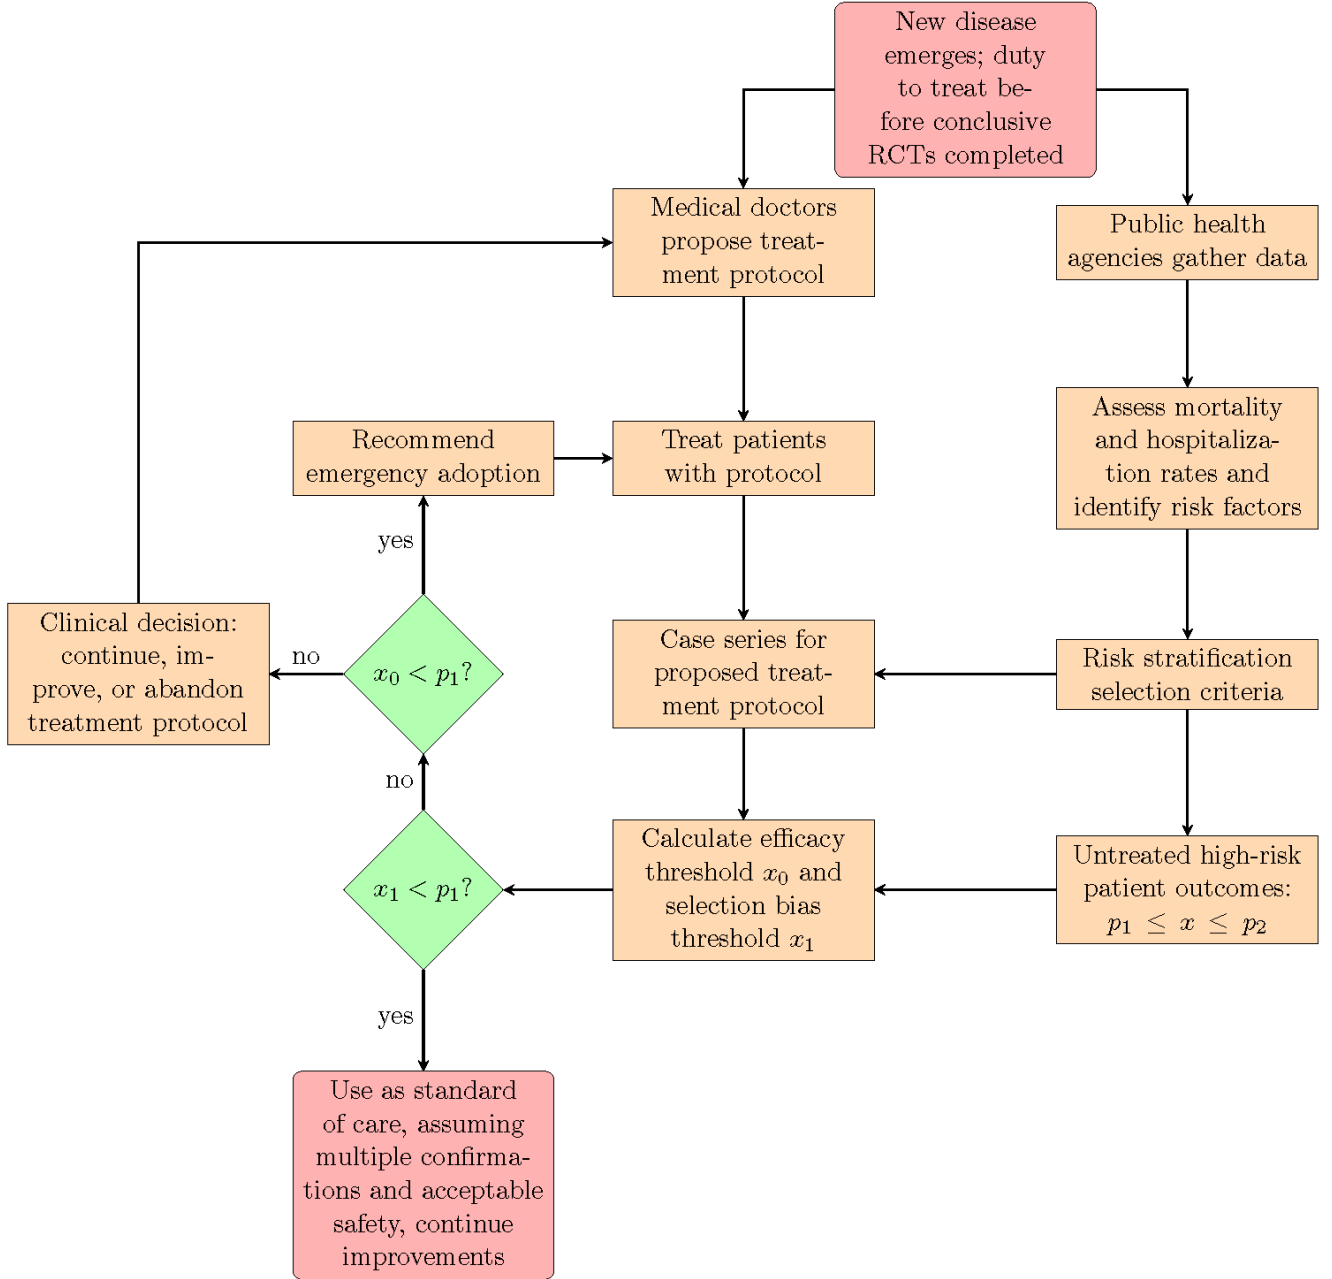 New disease
emerges; duty
to treat be-
fore conclusive
RCTs completed
Medical doctors
propose treat-
ment protocol
Public health
agencies gather data
Recommend
emergency adoption
Treat patients
with protocol
Assess mortality
and hospitaliza-
tion rates and
identify risk factors
yes
Clinical decision:
continue, im-
prove, or abandon
treatment protocol
no
x₀ < p₁?
Case series for
proposed treat-
ment protocol
Risk stratification
selection criteria
no
x₁ < p₁?
Calculate efficacy
threshold x₀ and
selection bias
threshold x₁
Untreated high-risk
patient outcomes:
p₁ ≤ x ≤ p₂
yes
Use as standard
of care, assuming
multiple confirma-
tions and acceptable
safety, continue
improvements